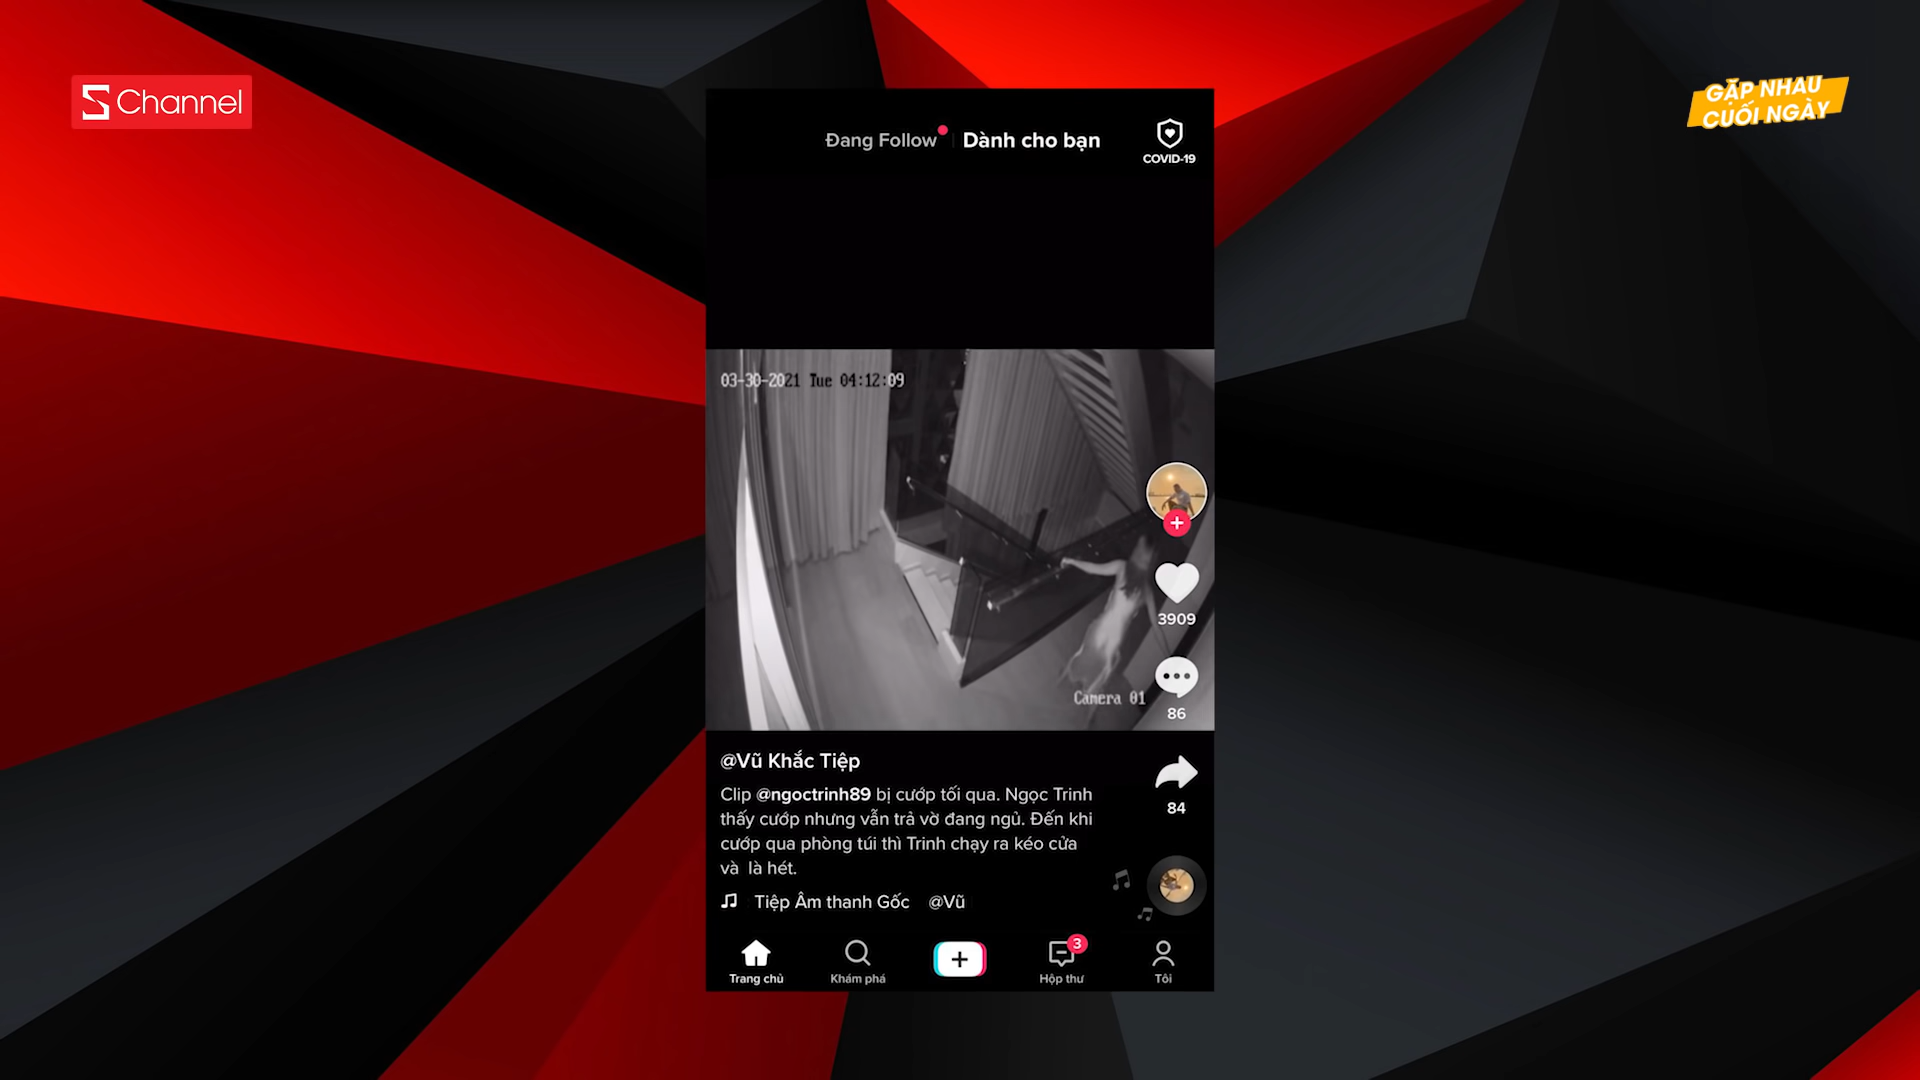 S Channel
GẶP NHAU
CUỐI NGÀY
Đang Follow
Dành cho bạn
COVID-19
03-30-2021 Tue 04:12:09
3909
Camera 01
86
@Vũ Khắc Tiệp
Clip @ngoctrinh89 bị cướp tối qua. Ngọc Trinh
thấy cướp nhưng vẫn trả vờ đang ngủ. Đến khi
cướp qua phòng túi thì Trinh chạy ra kéo cửa
và là hét.
84
Tiệp Âm thanh Gốc @Vũ
3
Trang chủ
Khám phá
Hộp thư
Tôi